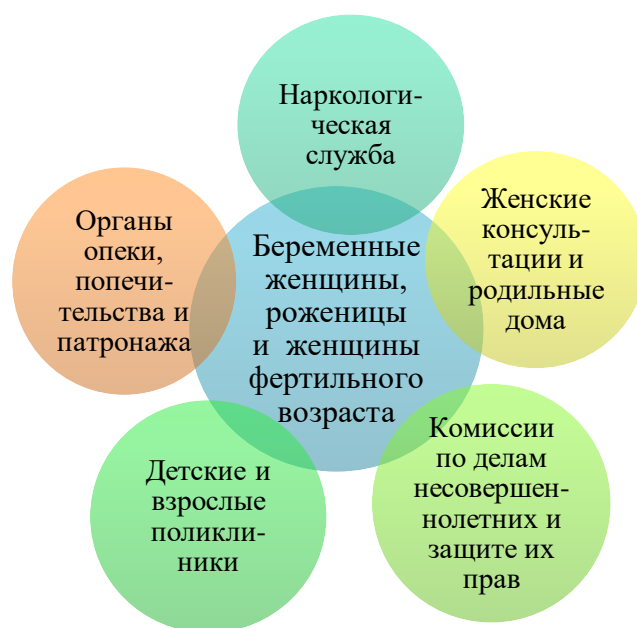 Наркологи-
ческая
служба
Женские
консуль-
тации и
родильные
дома
Комиссии
по делам
несовершен-
нолетних и
защите их
прав
Детские и
взрослые
поликли-
ники
Органы
опеки,
попечи-
тельства и
патронажа
Беременные
женщины,
роженицы
и женщины
фертильного
возраста